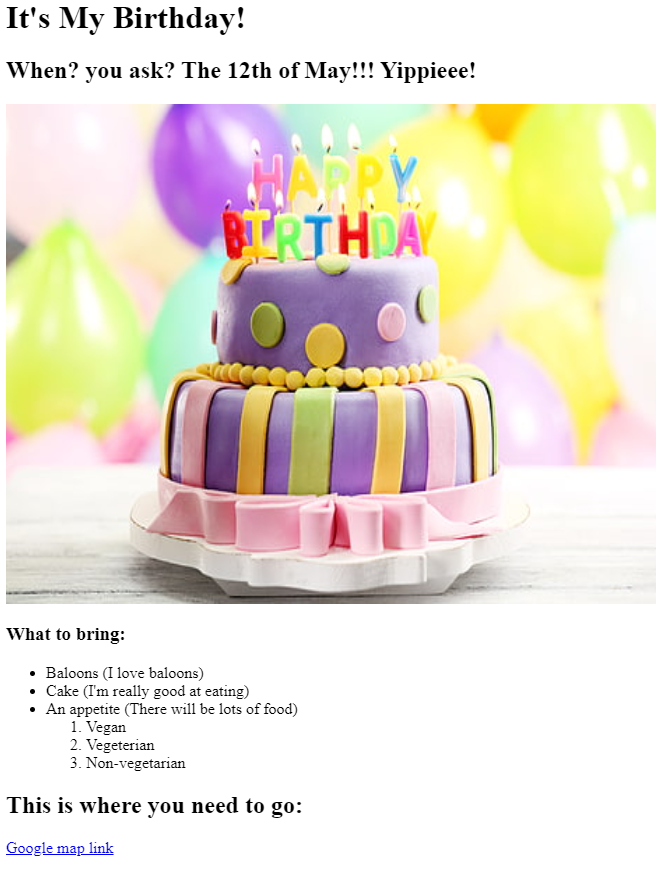 It's My Birthday!
When? you ask? The 12th of May!!! Yippieee!
HAPPY
BIRTHDAY
What to bring:
• Baloons (I love baloons)
• Cake (I'm really good at eating)
• An appetite (There will be lots of food)
1. Vegan
2. Vegeterian
3. Non-vegetarian
This is where you need to go:
Google map link